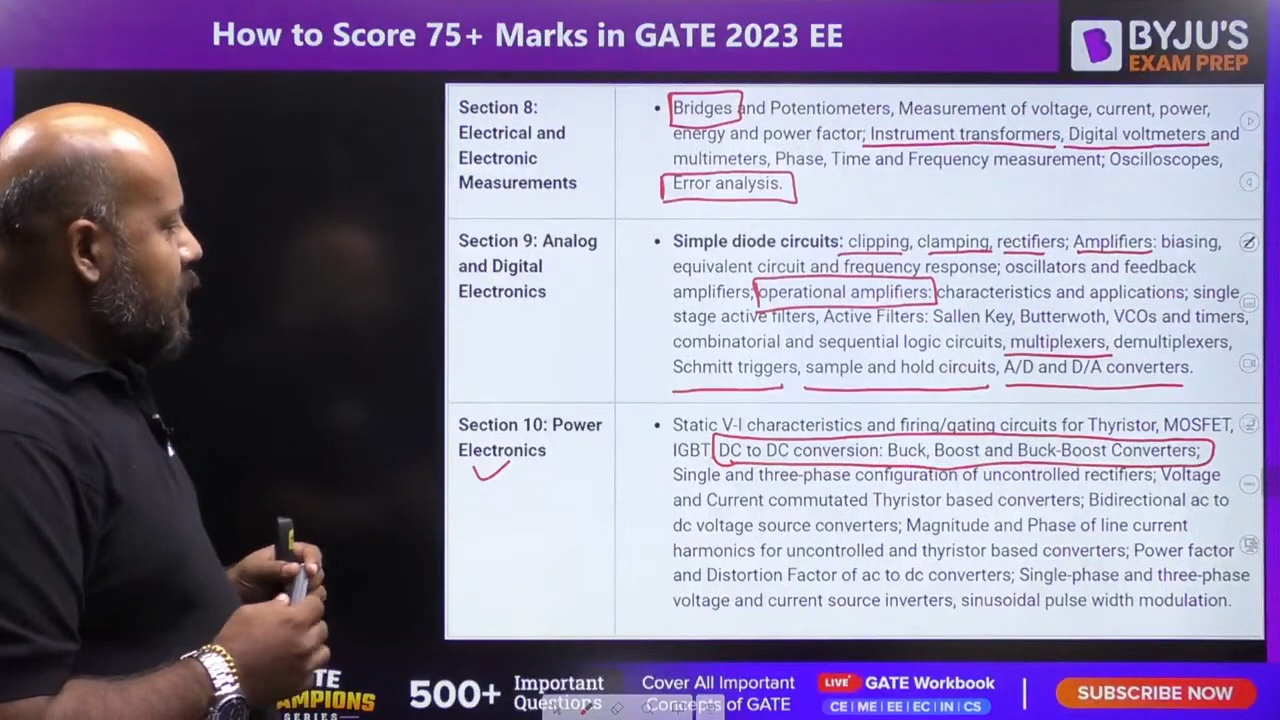 How to Score 75+ Marks in GATE 2023 EE
BYJU'S
EXAM PREP
Section 8:
Electrical and
Electronic
Measurements
• Bridges and Potentiometers, Measurement of voltage, current, power,
energy and power factor; Instrument transformers, Digital voltmeters and
multimeters, Phase, Time and Frequency measurement; Oscilloscopes,
Error analysis.
Section 9: Analog
and Digital
Electronics
• Simple diode circuits: clipping, clamping, rectifiers; Amplifiers: biasing,
equivalent circuit and frequency response; oscillators and feedback
amplifiers; operational amplifiers: characteristics and applications; single
stage active filters, Active Filters: Sallen Key, Butterwoth, VCOs and timers,
combinatorial and sequential logic circuits, multiplexers, demultiplexers,
Schmitt triggers, sample and hold circuits, A/D and D/A converters.
Section 10: Power
Electronics
• Static V-I characteristics and firing/gating circuits for Thyristor, MOSFET,
IGBT DC to DC conversion: Buck, Boost and Buck-Boost Converters;
Single and three-phase configuration of uncontrolled rectifiers; Voltage
and Current commutated Thyristor based converters; Bidirectional ac to
dc voltage source converters; Magnitude and Phase of line current
harmonics for uncontrolled and thyristor based converters; Power factor
and Distortion Factor of ac to dc converters; Single-phase and three-phase
voltage and current source inverters, sinusoidal pulse width modulation.
SERIES
500+
Important
Questions
Cover All Important
Concepts of GATE
LIVE GATE Workbook
CE | ME | EE | EC | IN | CS
SUBSCRIBE NOW